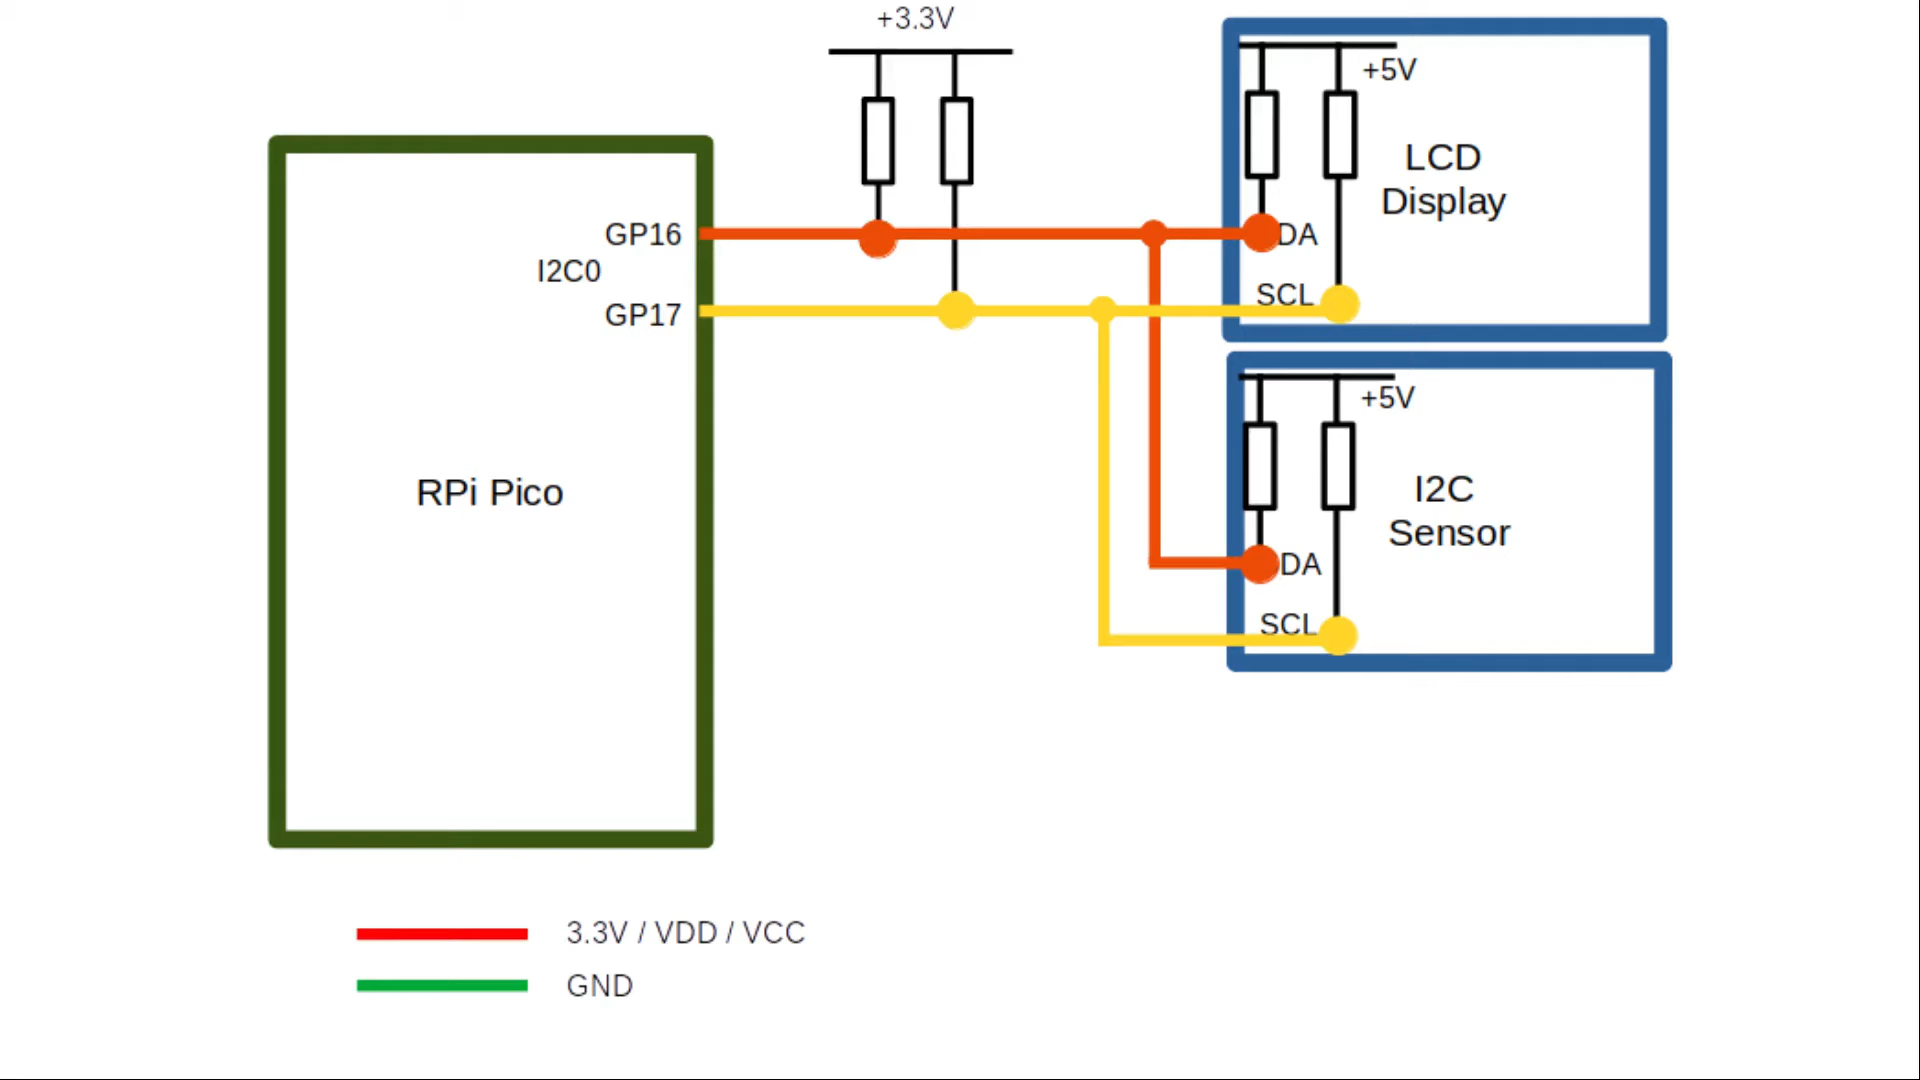 +3.3V
+5V
LCD
Display
GP16
DA
I2C0
SCL
GP17
+5V
I2C
Sensor
RPi Pico
DA
SCL
3.3V / VDD / VCC
GND